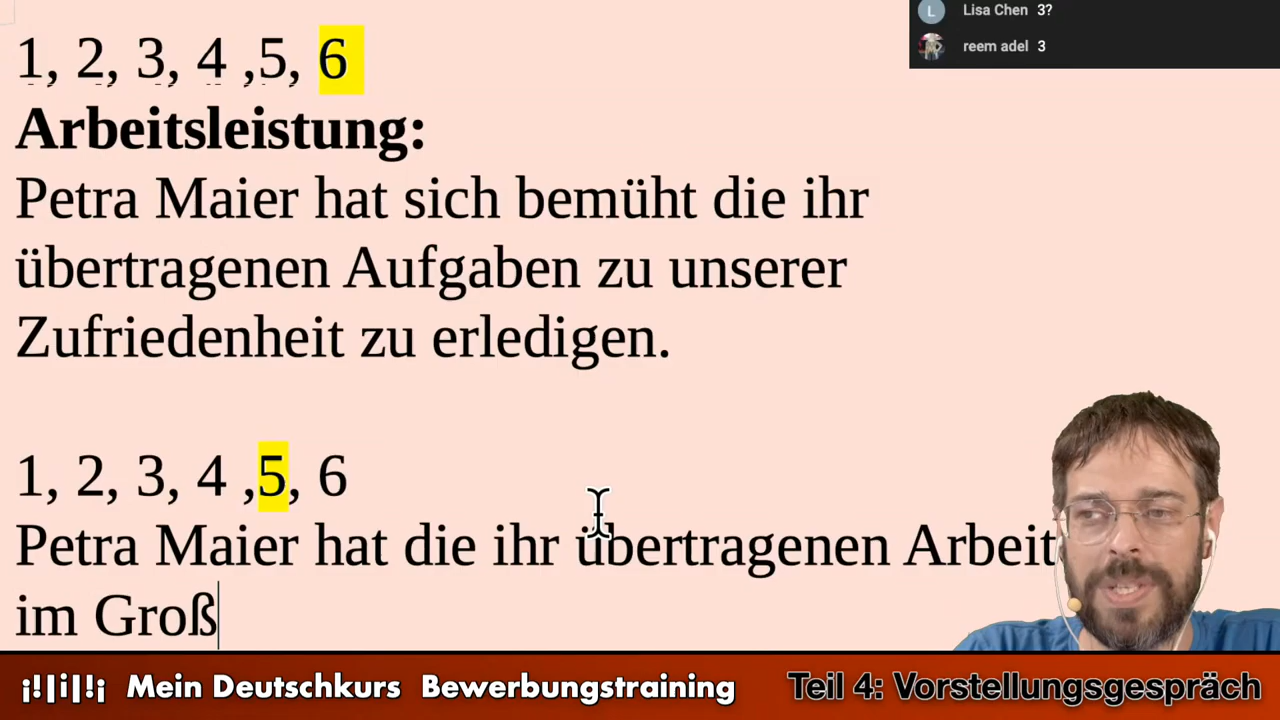 Lisa Chen 3?
L
reem adel 3
1, 2, 3, 4 ,5, 6
Arbeitsleistung:
Petra Maier hat sich bemüht die ihr
übertragenen Aufgaben zu unserer
Zufriedenheit zu erledigen.
1, 2, 3, 4 ,5, 6
Petra Maier hat die ihr übertragenen Arbeit
im Groß
¡!|i|!¡ Mein Deutschkurs Bewerbungstraining Teil 4: Vorstellungsgespräch